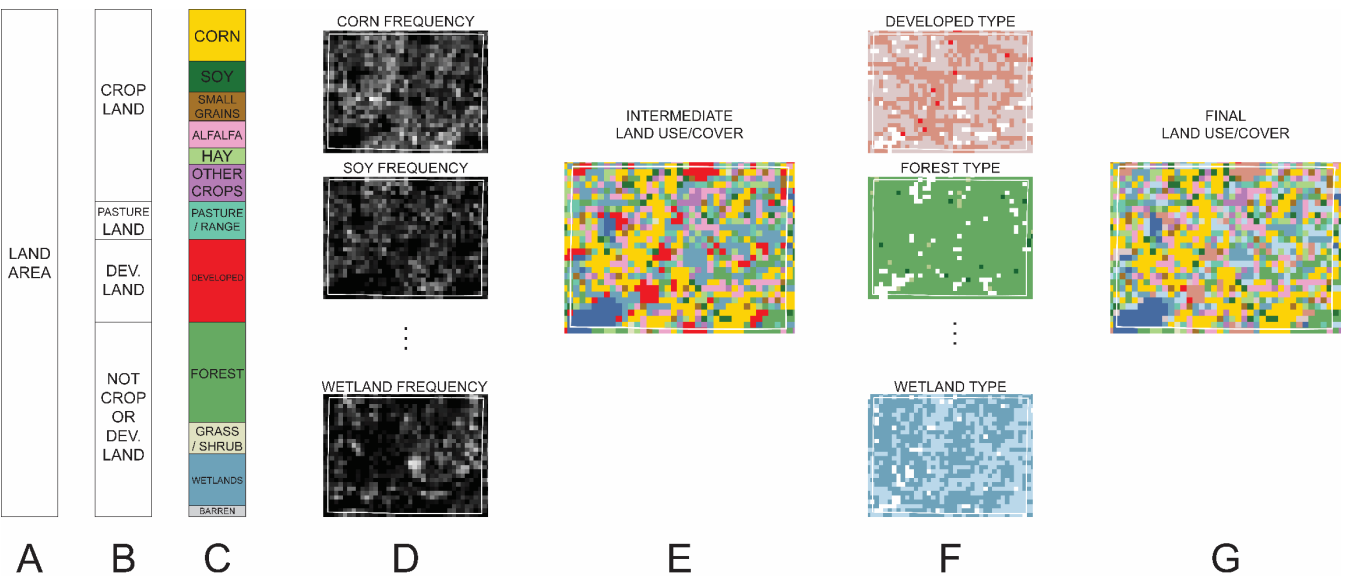 LAND
AREA
CROP
LAND
PASTURE
LAND
DEV.
LAND
NOT
CROP
OR
DEV.
LAND
CORN
SOY
SMALL
GRAINS
ALFALFA
HAY
OTHER
CROPS
PASTURE
/ RANGE
DEVELOPED
FOREST
GRASS
/ SHRUB
WETLANDS
BARREN
CORN FREQUENCY
SOY FREQUENCY
WETLAND FREQUENCY
INTERMEDIATE
LAND USE/COVER
DEVELOPED TYPE
FOREST TYPE
WETLAND TYPE
FINAL
LAND USE/COVER
A B C D E F G